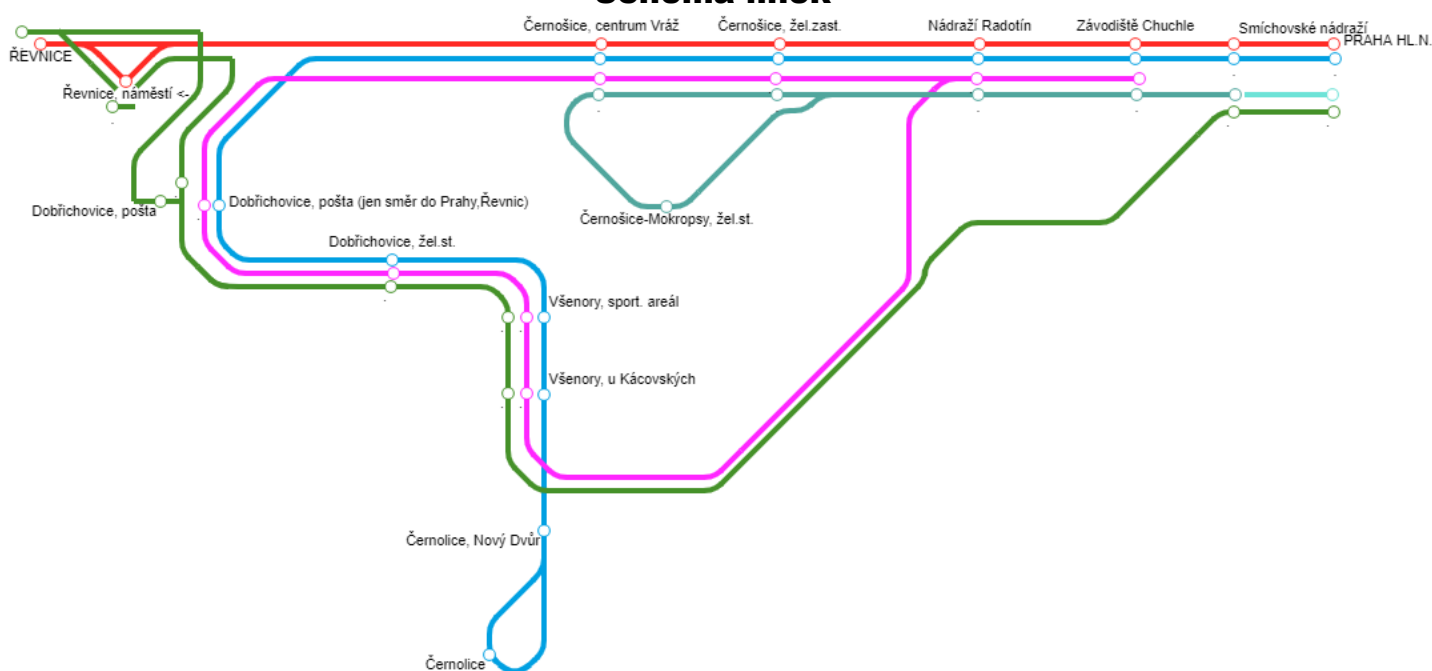 Schéma linek
Černošice, centrum Vráž
Černošice, žel.zast.
Nádraží Radotín
Závodiště Chuchle
Smíchovské nádraží
PRAHA HL.N.
ŘEVNICE
Řevnice, náměstí <-
Dobřichovice, pošta
Dobřichovice, pošta (jen směr do Prahy,Řevnic)
Černošice-Mokropsy, žel.st.
Dobřichovice, žel.st.
Všenory, sport. areál
Všenory, u Kácovských
Černolice, Nový Dvůr
Černolice